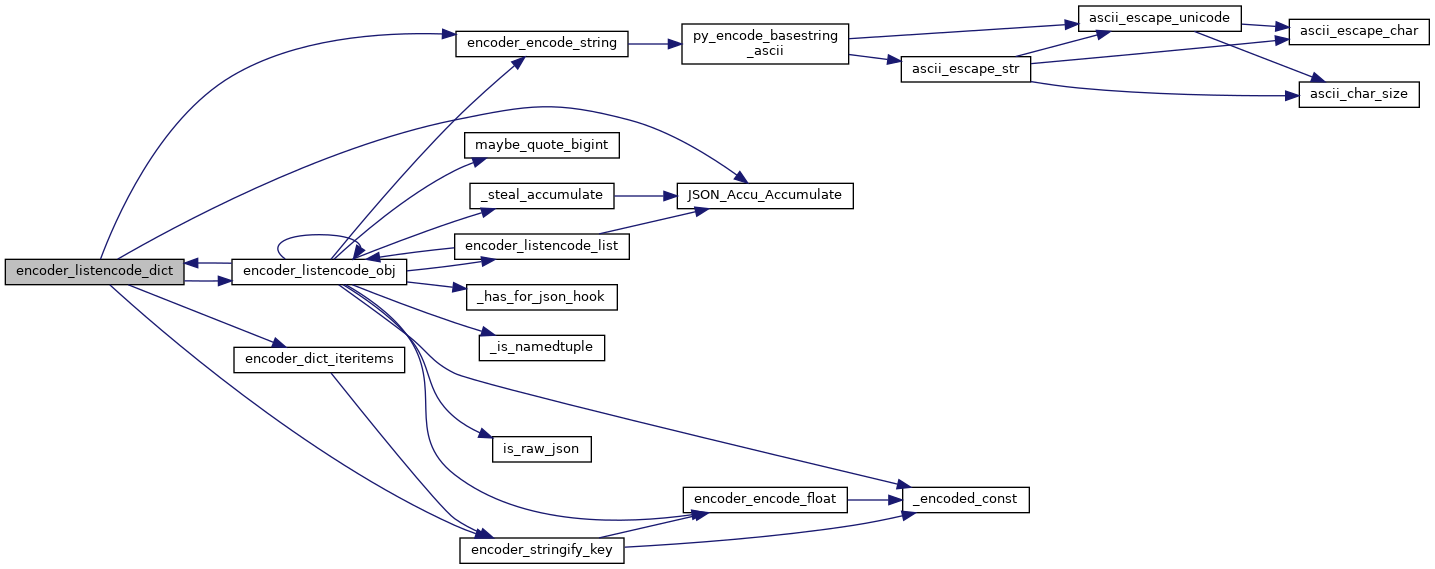 ascii_escape_unicode
ascii_escape_char
encoder_encode_string
py_encode_basestring
_ascii
ascii_escape_str
ascii_char_size
maybe_quote_bigint
_steal_accumulate
JSON_Accu_Accumulate
encoder_listencode_list
encoder_listencode_dict
encoder_listencode_obj
_has_for_json_hook
_is_namedtuple
encoder_dict_iteritems
is_raw_json
encoder_encode_float
_encoded_const
encoder_stringify_key